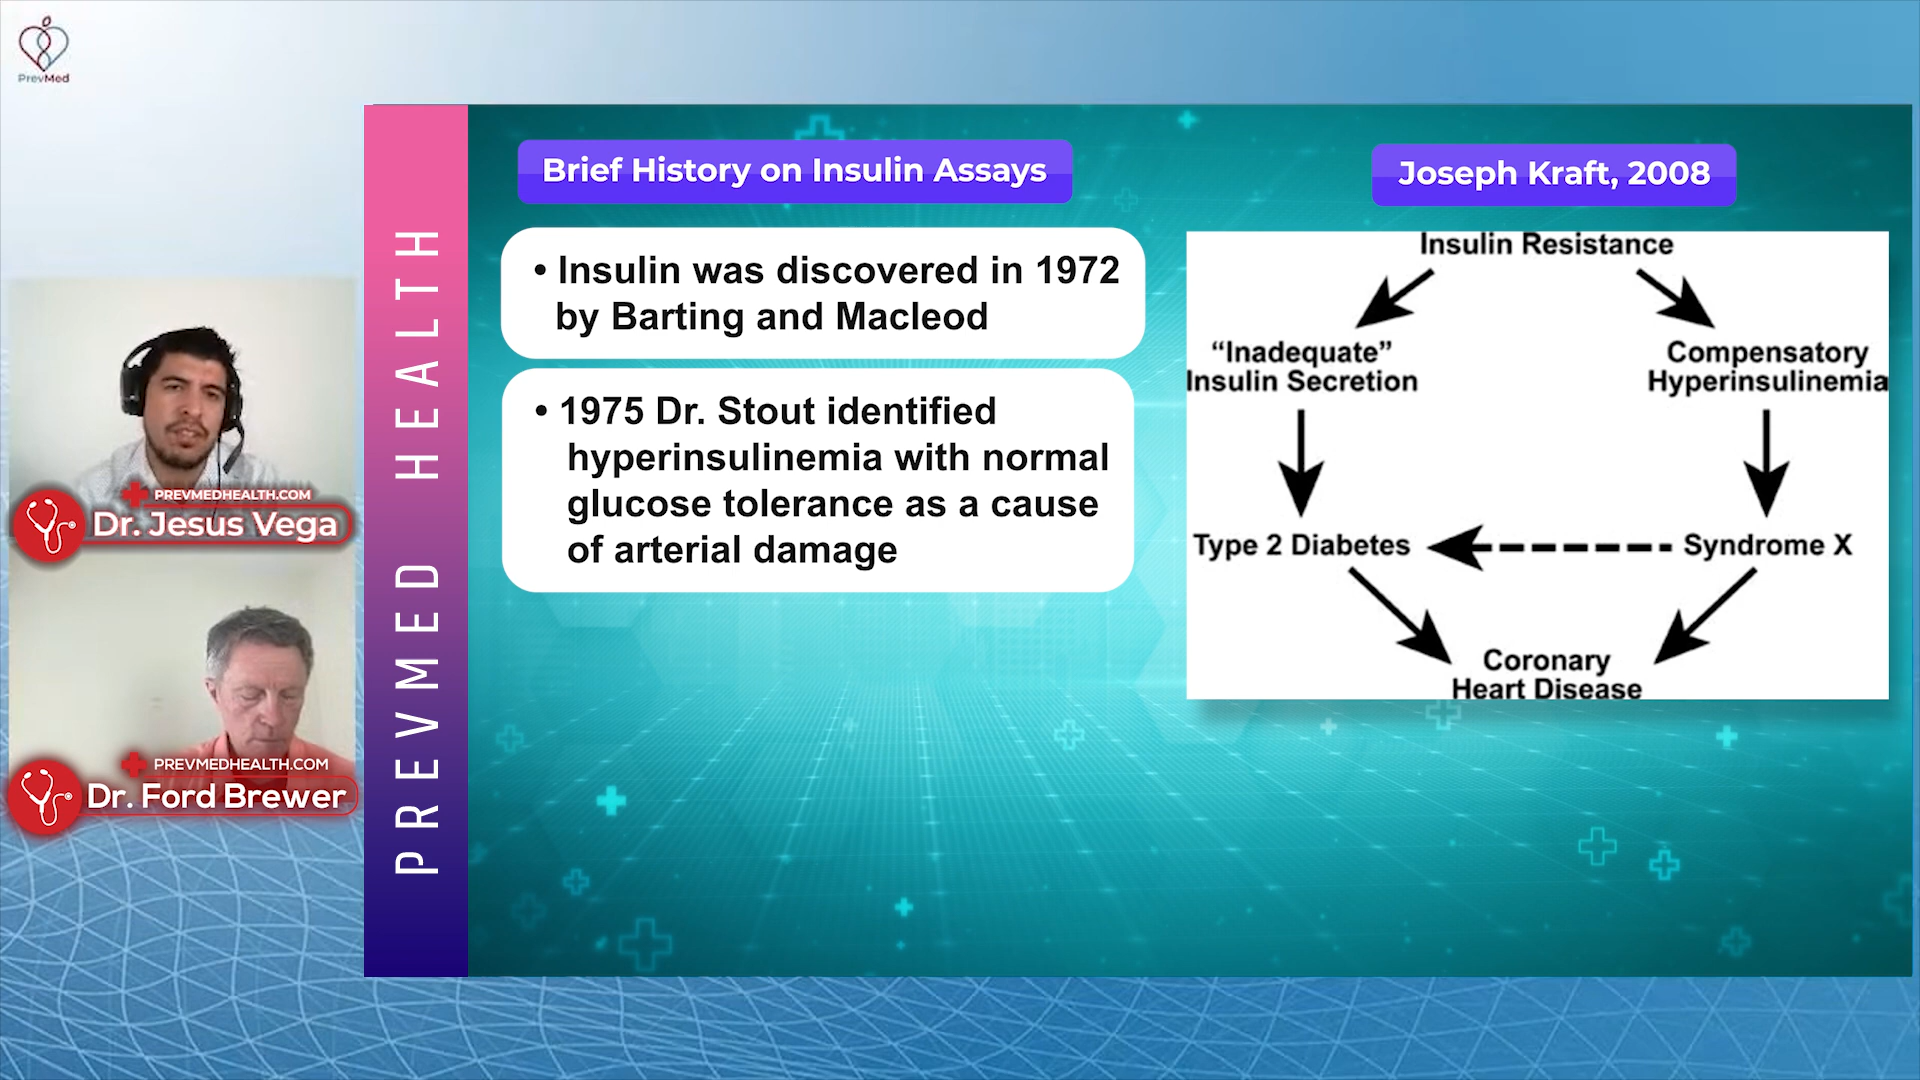 PrevMed
PREVMEDHEALTH.COM
Dr. Jesus Vega
PREVMEDHEALTH.COM
Dr. Ford Brewer
PREVMED HEALTH
Brief History on Insulin Assays
• Insulin was discovered in 1972
by Barting and Macleod
• 1975 Dr. Stout identified
hyperinsulinemia with normal
glucose tolerance as a cause
of arterial damage
Joseph Kraft, 2008
Insulin Resistance
“Inadequate”
Insulin Secretion
Compensatory
Hyperinsulinemia
Type 2 Diabetes
Syndrome X
Coronary
Heart Disease